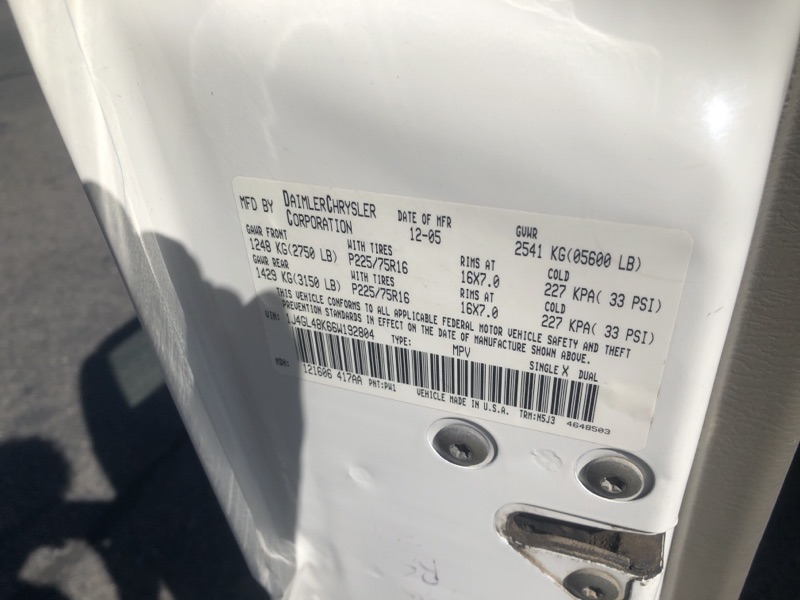 MFD BY DAIMLERCHRYSLER CORPORATION DATE OF MFR 12-05 GVWR 2541 KG(05600 LB)
GAWR FRONT WITH TIRES RIMS AT COLD
1248 KG(2750 LB) P225/75R16 16X7.0 227 KPA( 33 PSI)
GAWR REAR WITH TIRES RIMS AT COLD
1429 KG(3150 LB) P225/75R16 16X7.0 227 KPA( 33 PSI)
THIS VEHICLE CONFORMS TO ALL APPLICABLE FEDERAL MOTOR VEHICLE SAFETY AND THEFT
PREVENTION STANDARDS IN EFFECT ON THE DATE OF MANUFACTURE SHOWN ABOVE.
VIN: 1J4GL48K86W192804 TYPE: MPV SINGLE X DUAL
MDH: 121606 417AA PNT:PW1 VEHICLE MADE IN U.S.A. TRM:N5J3 4648503